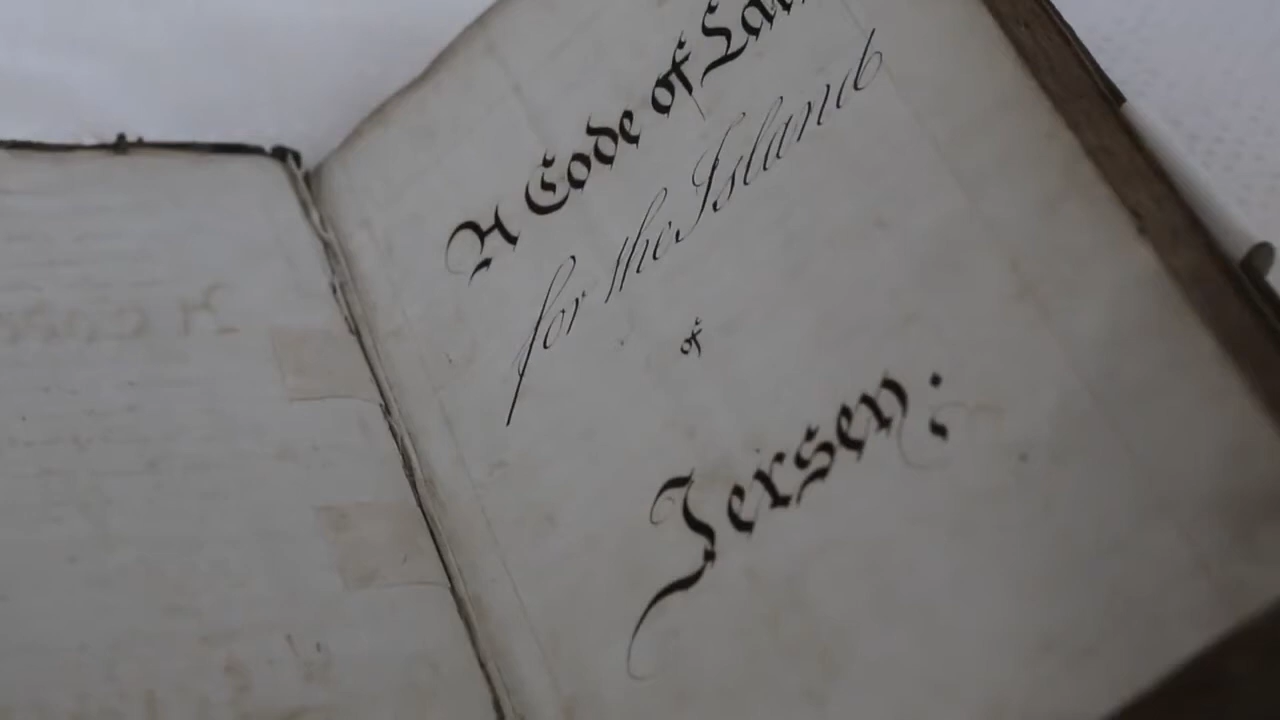 A Code of
for the Island
of
Jersey;